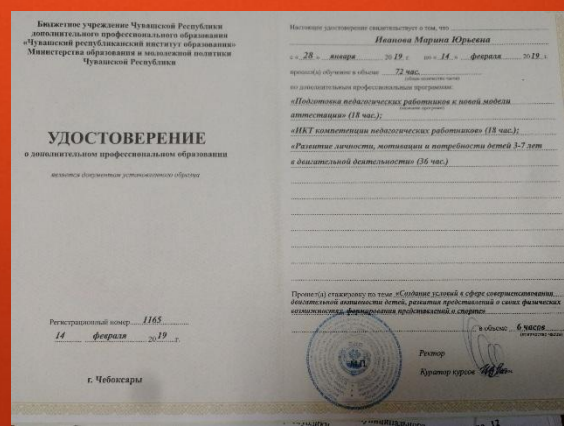 Бюджетное учреждение Чувашской Республики
дополнительного профессионального образования
«Чувашский республиканский институт образования»
Министерства образования и молодежной политики
Чувашской Республики
УДОСТОВЕРЕНИЕ
о дополнительном профессиональном образовании
является документом установленного образца
Регистрационный номер 1165
14 февраля 2019 г.
г. Чебоксары
Настоящее удостоверение свидетельствует о том, что
Иванова Марина Юрьевна
с « 28 » января 2019 г. по « 14 » февраля 2019 г.
прошел(а) обучение в объеме 72 час.
по дополнительным профессиональным программам:
«Подготовка педагогических работников к новой модели
аттестации» (18 час.);
«ИКТ компетенции педагогических работников» (18 час.);
«Развитие личности, мотивации и потребности детей 3-7 лет
в двигательной деятельности» (36 час.)
Прошел(а) стажировку по теме «Создание условий в сфере совершенствования
двигательной активности детей, развития представлений о своих физических
возможностях, формирования представлений о спорте»
в объеме 6 часов
М.П.
Ректор
Куратор курсов
12